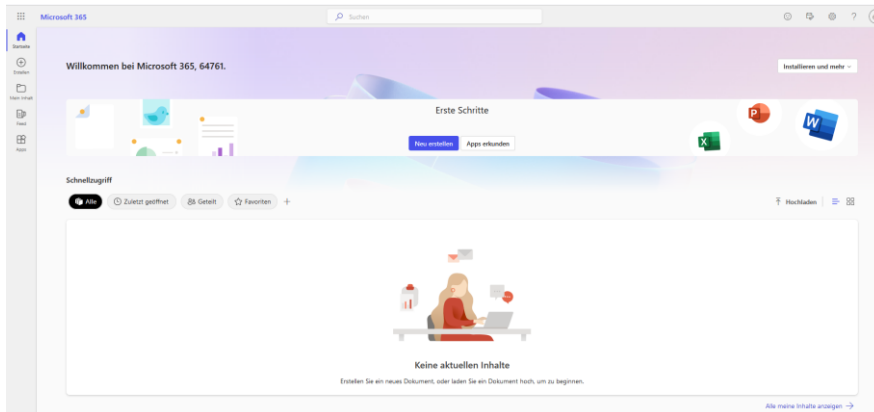 Microsoft 365
Suchen
?
Startseite
Erstellen
Mein Inhalt
Feed
Apps
Willkommen bei Microsoft 365, 64761.
Installieren und mehr
Erste Schritte
Neu erstellen
Apps erkunden
P
W
X
Schnellzugriff
Alle
Zuletzt geöffnet
Geteilt
Favoriten
+
Hochladen
Keine aktuellen Inhalte
Erstellen Sie ein neues Dokument, oder laden Sie ein Dokument hoch, um zu beginnen.
Alle meine Inhalte anzeigen →